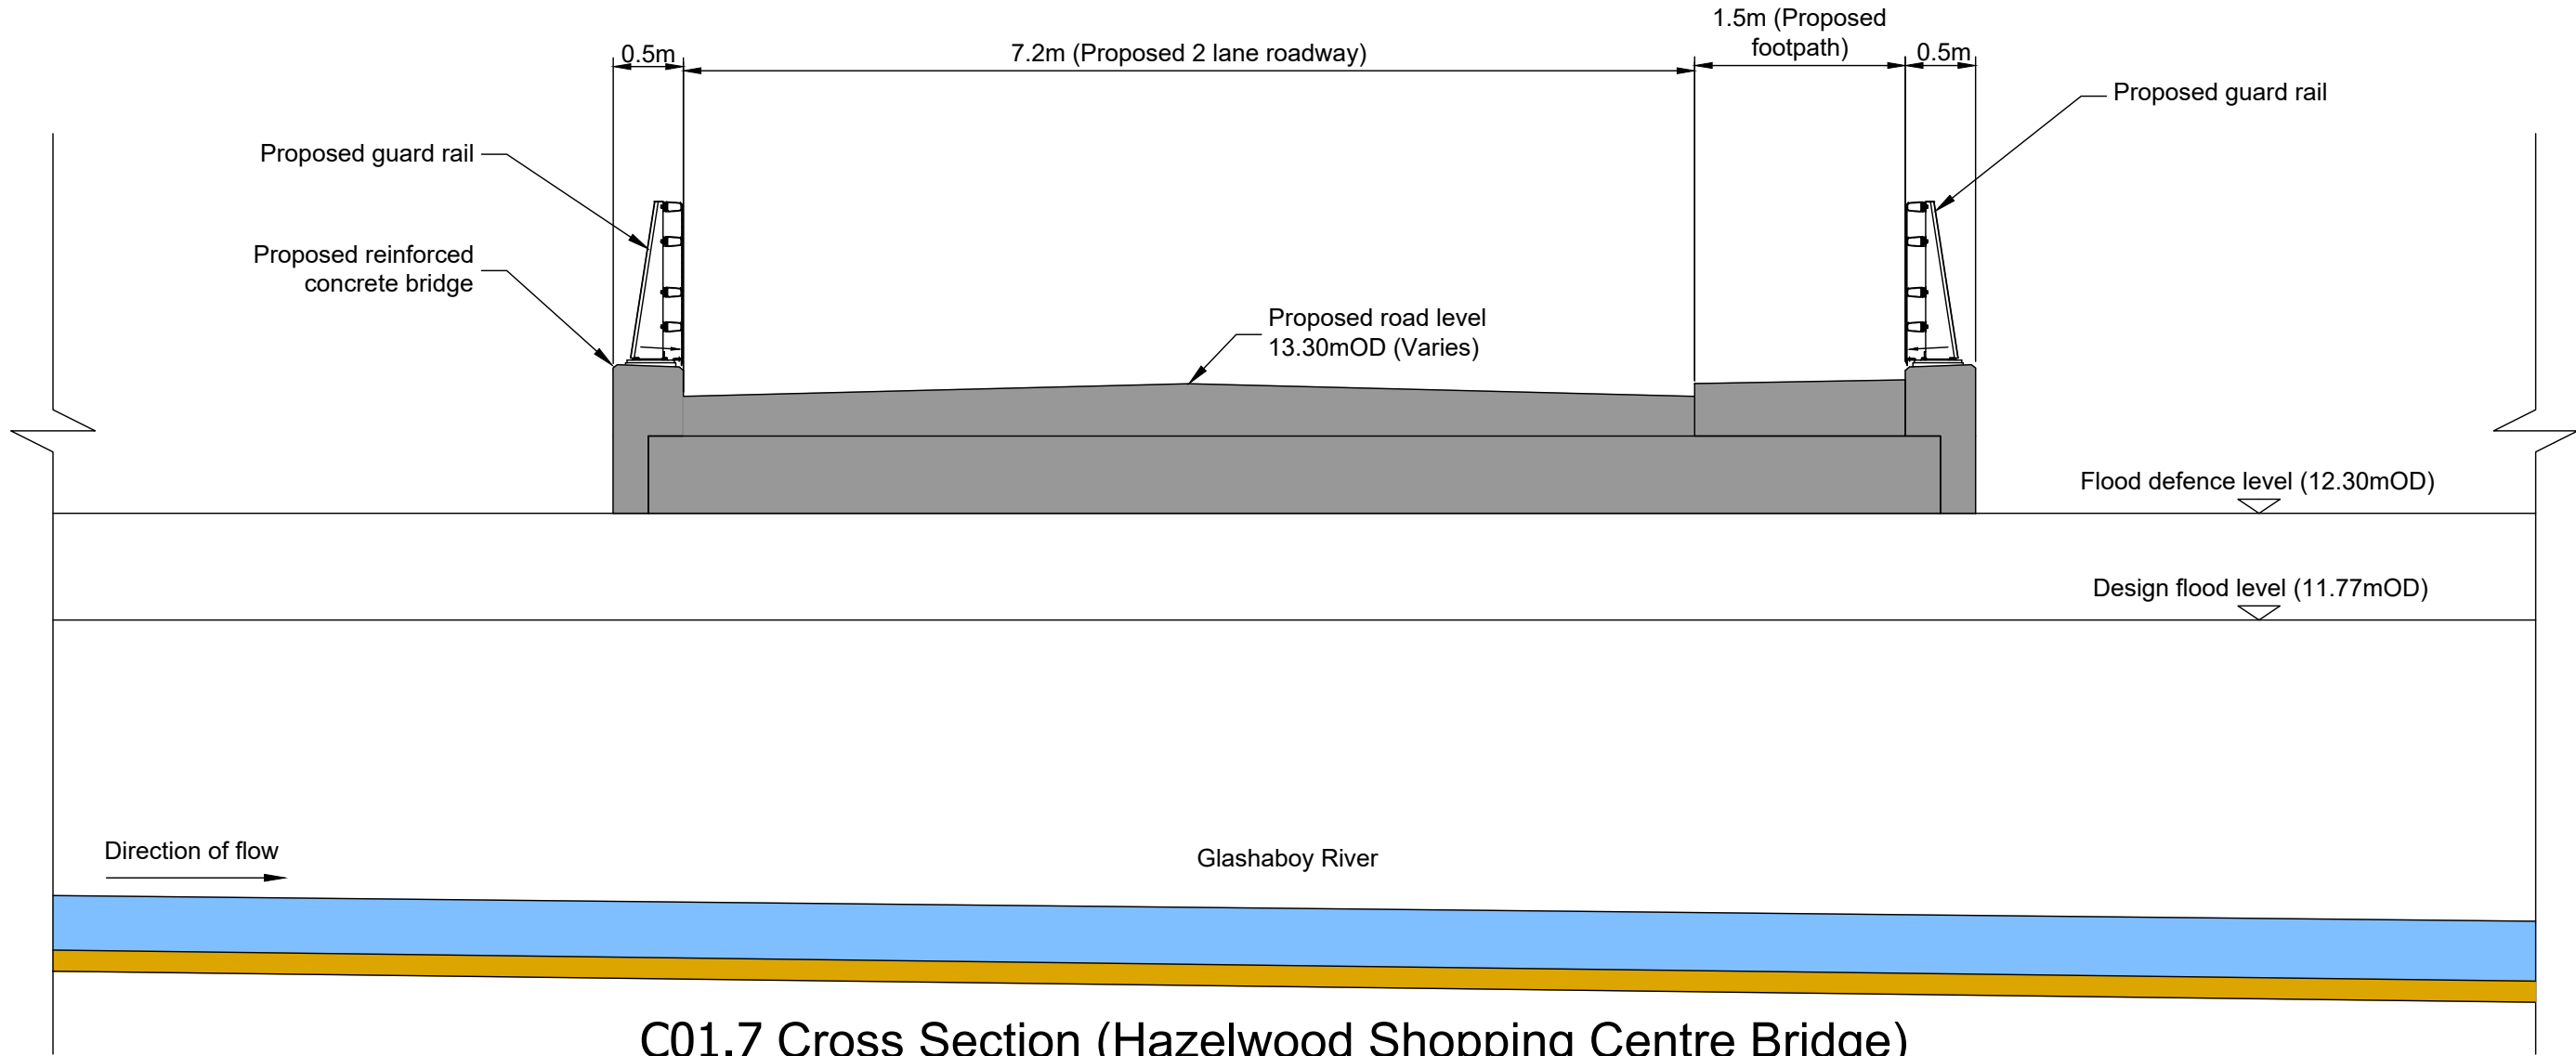 1.5m (Proposed
footpath)
0.5m
7.2m (Proposed 2 lane roadway)
0.5m
Proposed guard rail
Proposed guard rail
Proposed reinforced
concrete bridge
Proposed road level
13.30mOD (Varies)
Flood defence level (12.30mOD)
Design flood level (11.77mOD)
Direction of flow
Glashaboy River
C01.7 Cross Section (Hazelwood Shopping Centre Bridge)